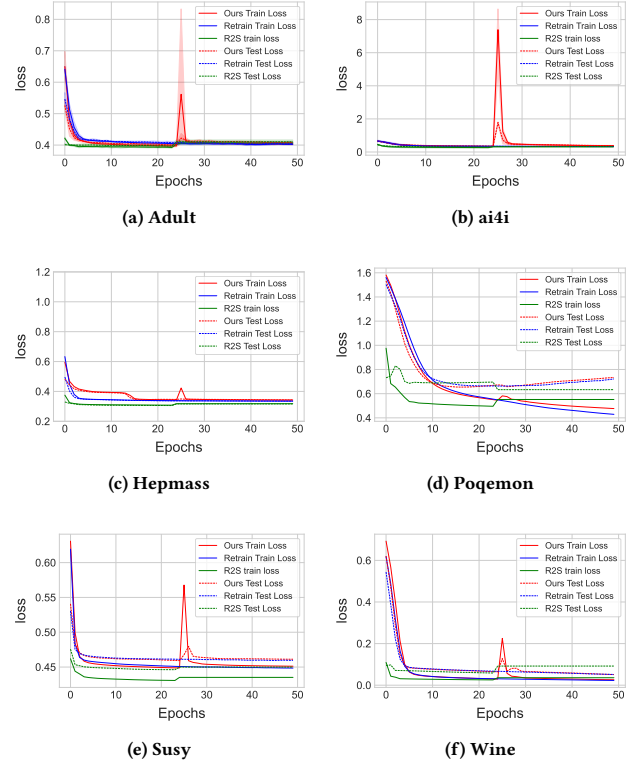 0.8
0.7
0.6
0.5
0.4
loss
0 10 20 30 40 50
Epochs
Ours Train Loss
Retrain Train Loss
R2S train loss
Ours Test Loss
Retrain Test Loss
R2S Test Loss
(a) Adult
8
6
4
2
0
loss
0 10 20 30 40 50
Epochs
Ours Train Loss
Retrain Train Loss
R2S train loss
Ours Test Loss
Retrain Test Loss
R2S Test Loss
(b) ai4i
1.2
1.0
0.8
0.6
0.4
0.2
loss
0 10 20 30 40 50
Epochs
Ours Train Loss
Retrain Train Loss
R2S train loss
Ours Test Loss
Retrain Test Loss
R2S Test Loss
(c) Hepmass
1.6
1.4
1.2
1.0
0.8
0.6
0.4
loss
0 10 20 30 40 50
Epochs
Ours Train Loss
Retrain Train Loss
R2S train loss
Ours Test Loss
Retrain Test Loss
R2S Test Loss
(d) Poqemon
0.60
0.55
0.50
0.45
loss
0 10 20 30 40 50
Epochs
Ours Train Loss
Retrain Train Loss
R2S train loss
Ours Test Loss
Retrain Test Loss
R2S Test Loss
(e) Susy
0.6
0.4
0.2
0.0
loss
0 10 20 30 40 50
Epochs
Ours Train Loss
Retrain Train Loss
R2S train loss
Ours Test Loss
Retrain Test Loss
R2S Test Loss
(f) Wine